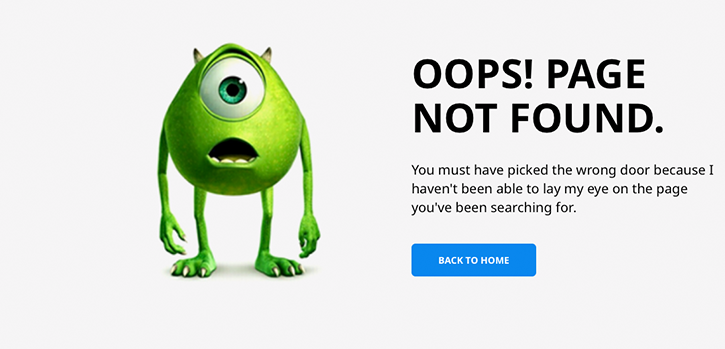 OOPS! PAGE
NOT FOUND.
You must have picked the wrong door because I
haven't been able to lay my eye on the page
you've been searching for.
BACK TO HOME